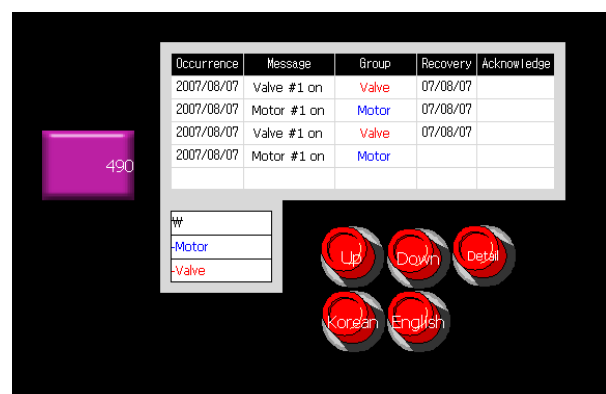 Occurrence Message Group Recovery Acknowledge
2007/08/07 Valve #1 on Valve 07/08/07
2007/08/07 Motor #1 on Motor 07/08/07
2007/08/07 Valve #1 on Valve 07/08/07
2007/08/07 Motor #1 on Motor
490
₩
-Motor
-Valve
Up Down Detail
Korean English